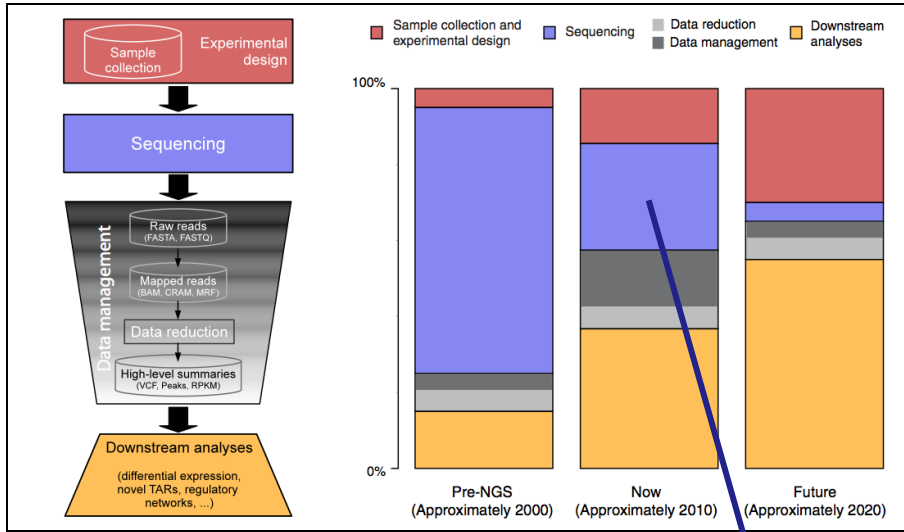 Sample
collection
Experimental
design
Sequencing
Data management
Raw reads
(FASTA, FASTQ)
Mapped reads
(BAM, CRAM, MRF)
Data reduction
High-level summaries
(VCF, Peaks, RPKM)
Downstream analyses
(differential expression,
novel TARs, regulatory
networks, ...)
Sample collection and
experimental design
Sequencing
Data reduction
Data management
Downstream
analyses
100%
0%
Pre-NGS
(Approximately 2000)
Now
(Approximately 2010)
Future
(Approximately 2020)